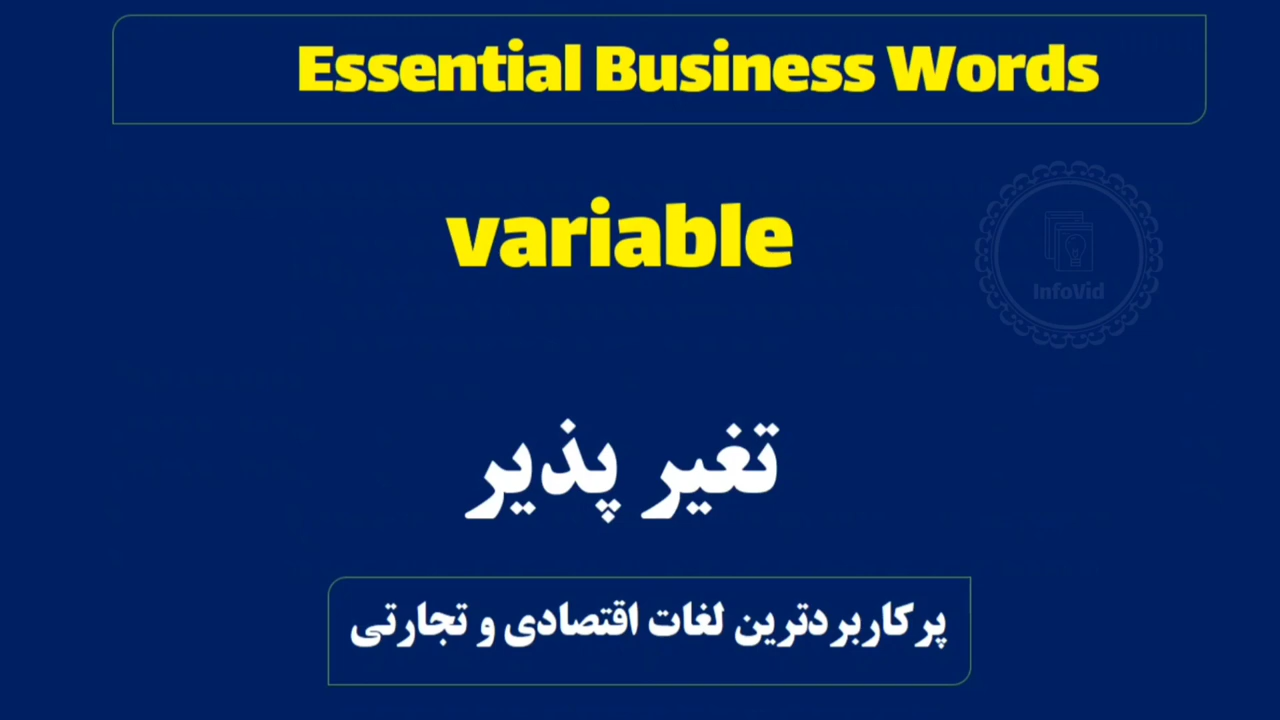 Essential Business Words
variable
InfoVid
تغیر پذیر
پرکاربردترین لغات اقتصادی و تجارتی